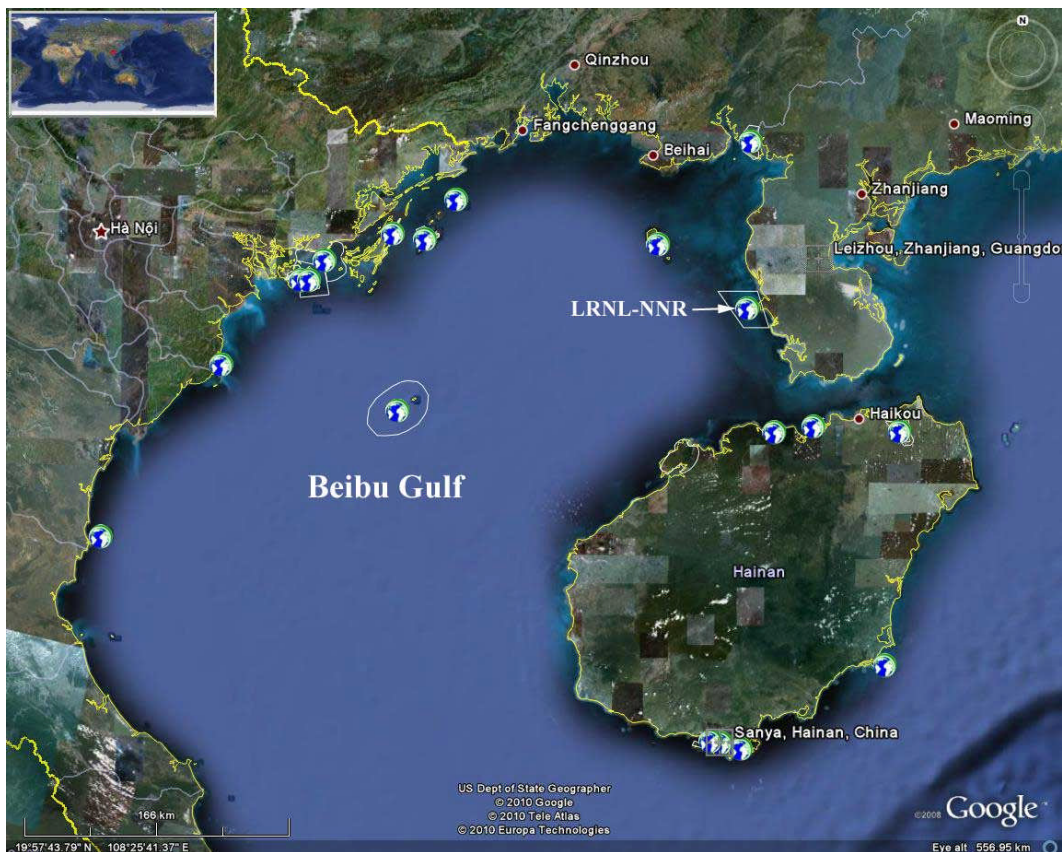 N
Qinzhou
Fangchenggang
Maoming
Beihai
Zhanjiang
Hà Nội
Leizhou, Zhanjiang, Guangdo
LRNL-NNR
Haikou
Beibu Gulf
Hainan
Sanya, Hainan, China
US Dept of State Geographer
© 2010 Google
© 2010 Tele Atlas
© 2010 Europa Technologies
©2008 Google™
166 km
19°57'43.79" N 108°25'41.37" E
Eye alt 556.95 km